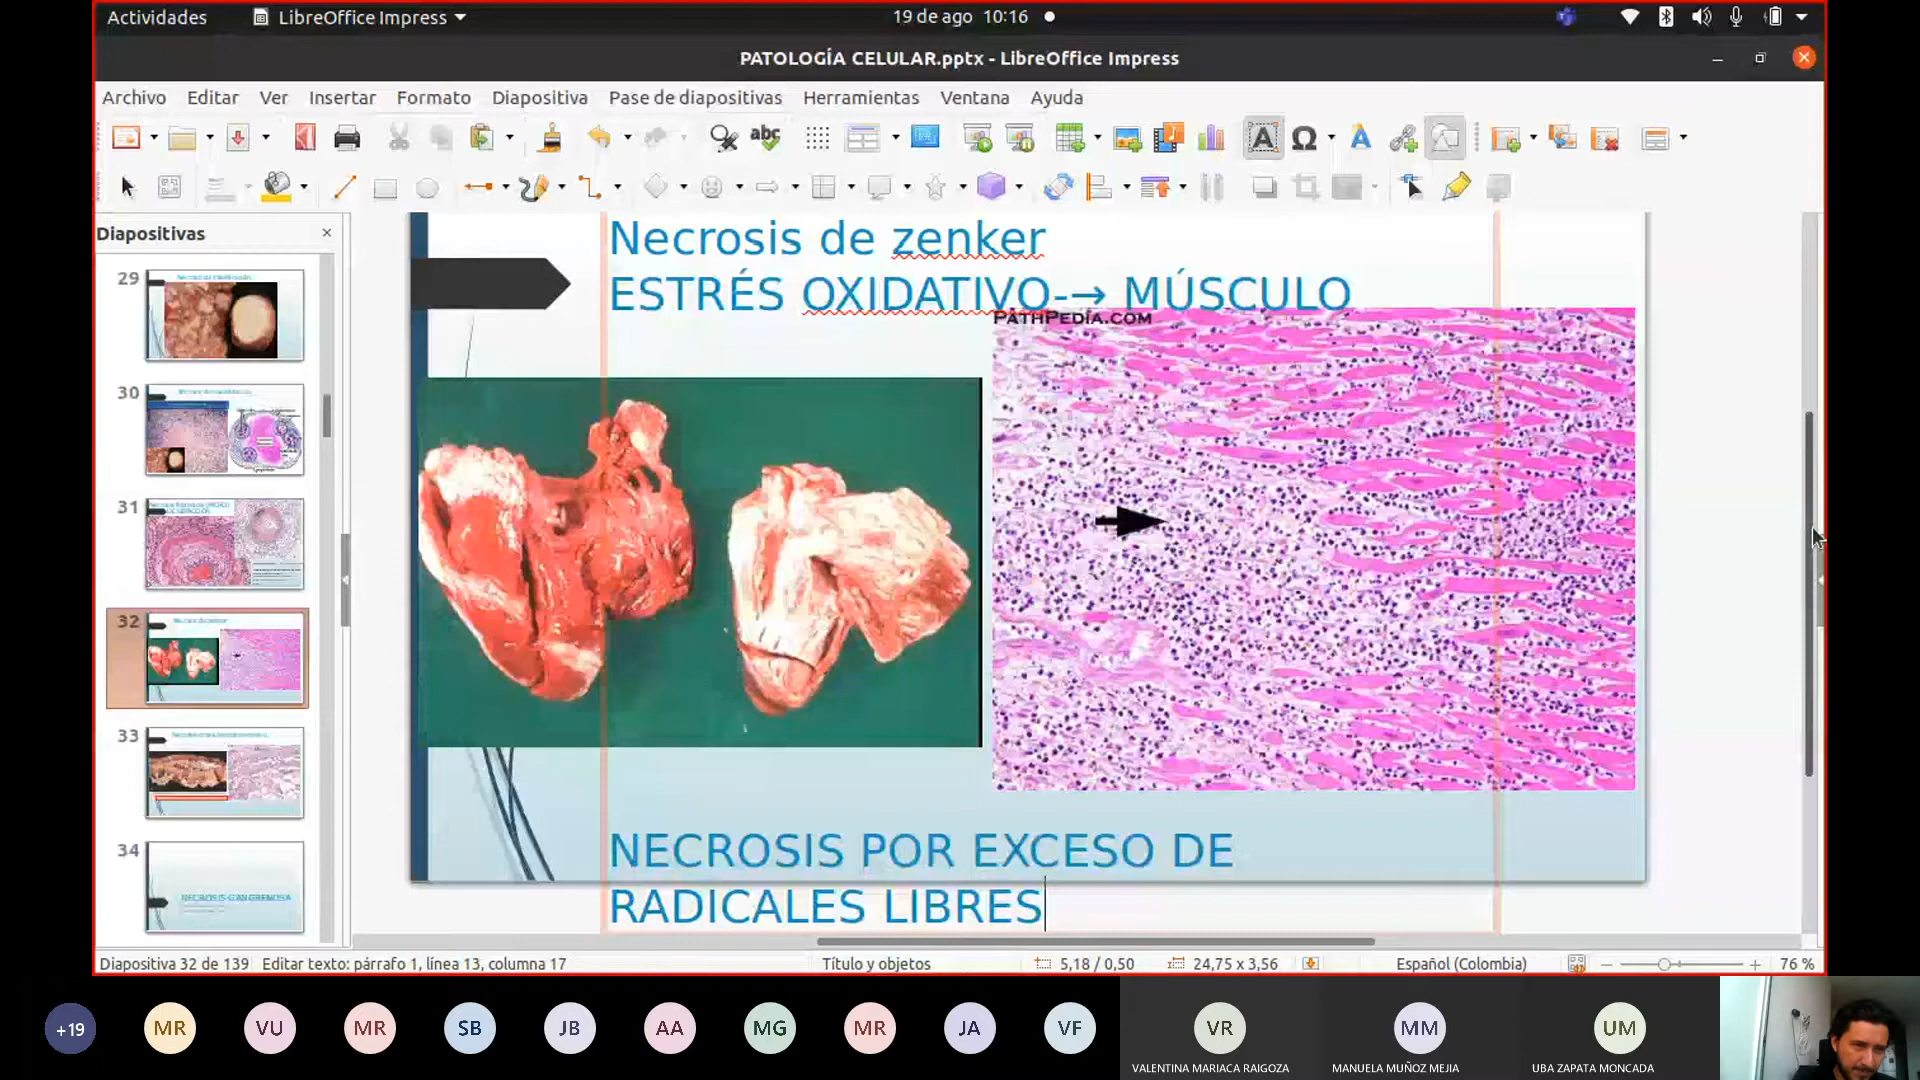 Actividades
LibreOffice Impress
19 de ago 10:16
PATOLOGÍA CELULAR.pptx - LibreOffice Impress
Archivo Editar Ver Insertar Formato Diapositiva Pase de diapositivas Herramientas Ventana Ayuda
abc
Diapositivas
29
30
31
32
33
34
NECROSIS GANGRENOSA
Necrosis de zenker
ESTRÉS OXIDATIVO-→ MÚSCULO
PATHPEDIA.COM
NECROSIS POR EXCESO DE
RADICALES LIBRES
Diapositiva 32 de 139
Editar texto: párrafo 1, línea 13, columna 17
Título y objetos
5,18 / 0,50
24,75 x 3,56
Español (Colombia)
76 %
+19
MR
VU
MR
SB
JB
AA
MG
MR
JA
VF
VR
VALENTINA MARIACA RAIGOZA
MM
MANUELA MUÑOZ MEJIA
UM
UBA ZAPATA MONCADA